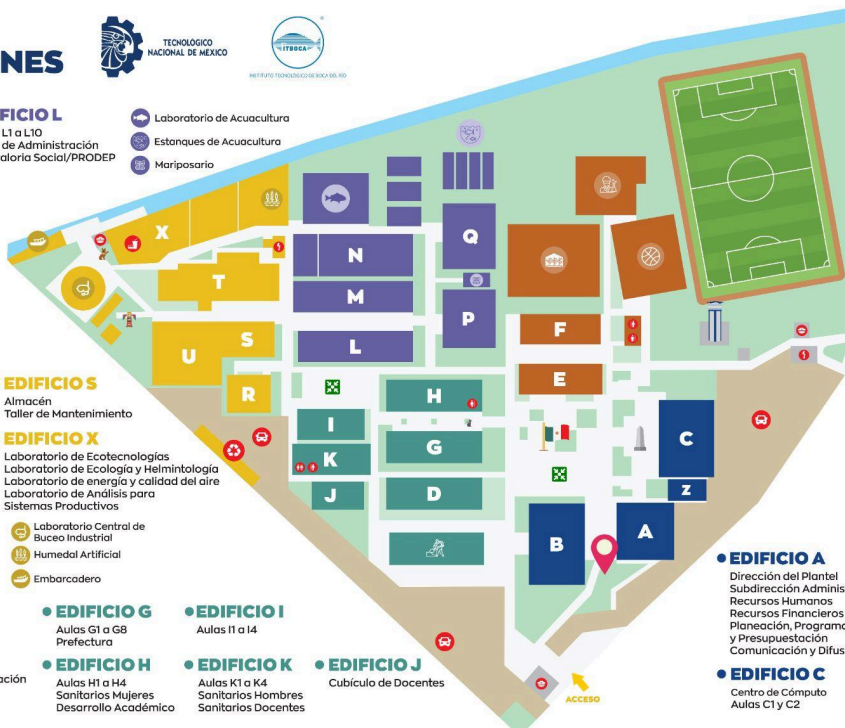 NES
TECNOLÓGICO
NACIONAL DE MÉXICO
ITBOCA
INSTITUTO TECNOLÓGICO DE BOCA DEL RÍO
FICIO L
L1 a L10
de Administración
aloria Social/PRODEP
Laboratorio de Acuacultura
Estanques de Acuacultura
Mariposario
X
T
U
S
R
N
M
L
Q
P
F
E
H
I
G
K
J
D
C
Z
B
A
EDIFICIO S
Almacén
Taller de Mantenimiento
EDIFICIO X
Laboratorio de Ecotecnologías
Laboratorio de Ecología y Helmintología
Laboratorio de energía y calidad del aire
Laboratorio de Análisis para
Sistemas Productivos
Laboratorio Central de
Buceo Industrial
Humedal Artificial
Embarcadero
EDIFICIO G
Aulas G1 a G8
Prefectura
EDIFICIO I
Aulas I1 a I4
ación
EDIFICIO H
Aulas H1 a H4
Sanitarios Mujeres
Desarrollo Académico
EDIFICIO K
Aulas K1 a K4
Sanitarios Hombres
Sanitarios Docentes
EDIFICIO J
Cubículo de Docentes
ACCESO
EDIFICIO A
Dirección del Plantel
Subdirección Adminis
Recursos Humanos
Recursos Financieros
Planeación, Programa
y Presupuestación
Comunicación y Difus
EDIFICIO C
Centro de Cómputo
Aulas C1 y C2